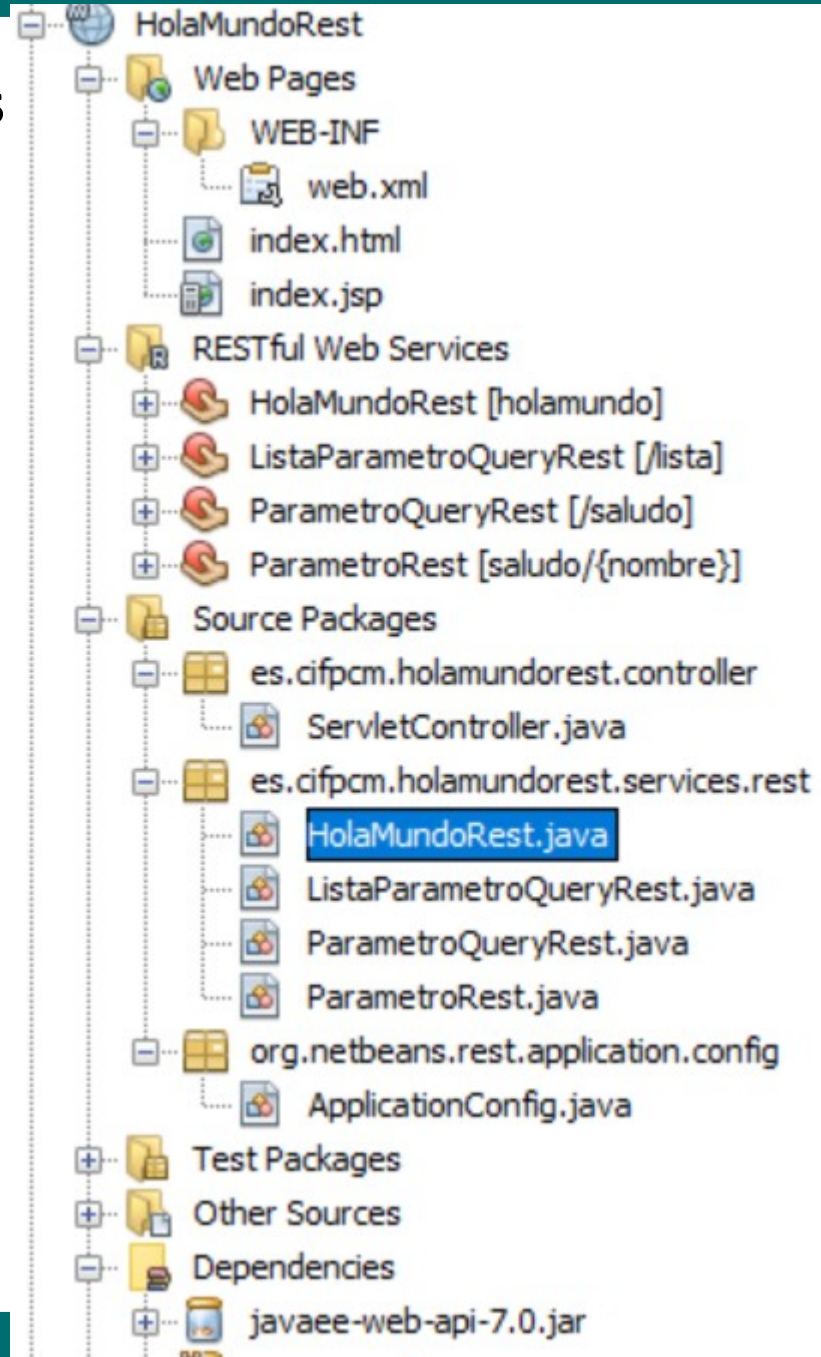 HolaMundoRest
Web Pages
s
WEB-INF
web.xml
index.html
index.jsp
RESTful Web Services
HolaMundoRest [holamundo]
ListaParametroQueryRest [/lista]
ParametroQueryRest [/saludo]
ParametroRest [saludo/{nombre}]
Source Packages
es.cifpcm.holamundorest.controller
ServletController.java
es.cifpcm.holamundorest.services.rest
HolaMundoRest.java
ListaParametroQueryRest.java
ParametroQueryRest.java
ParametroRest.java
org.netbeans.rest.application.config
ApplicationConfig.java
Test Packages
Other Sources
Dependencies
javaee-web-api-7.0.jar